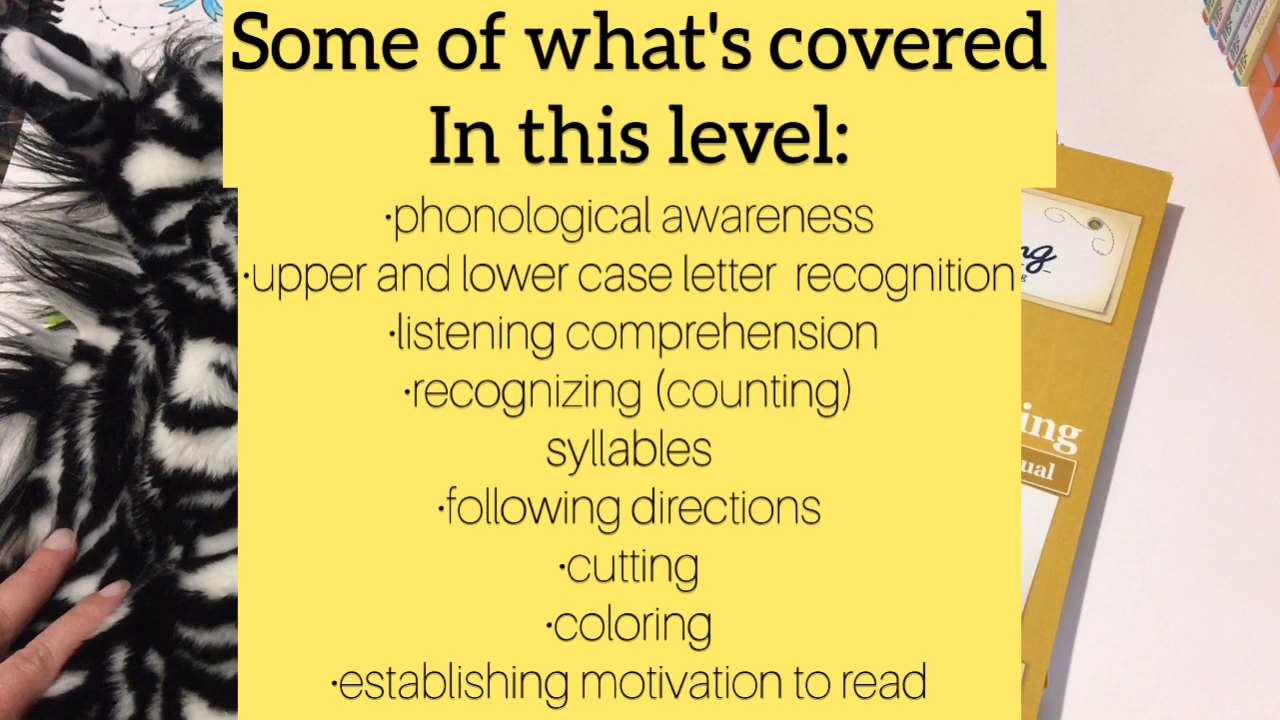 Some of what's covered
In this level:
•phonological awareness
•upper and lower case letter recognition
•listening comprehension
•recognizing (counting)
syllables
•following directions
•cutting
•coloring
•establishing motivation to read